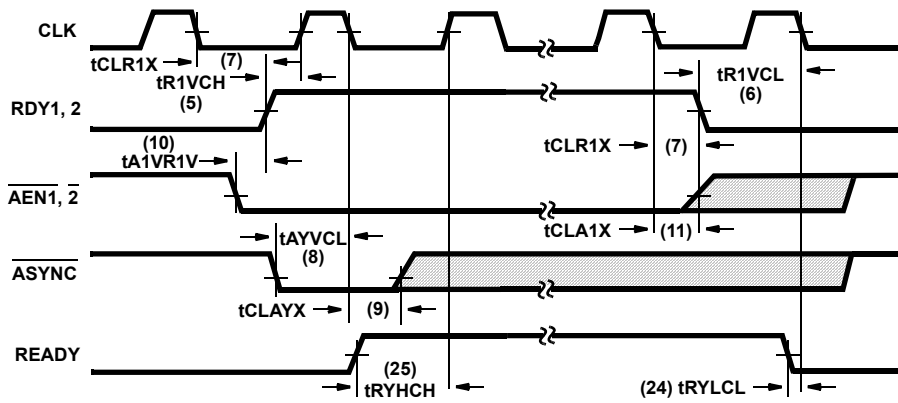 CLK
tCLR1X
(7)
tR1VCH
(5)
tR1VCL
(6)
RDY1, 2
(10)
tA1VR1V
tCLR1X
(7)
AEN1, 2
tCLA1X
(11)
tAYVCL
(8)
ASYNC
tCLAYX
(9)
READY
(25)
tRYHCH
(24) tRYLCL